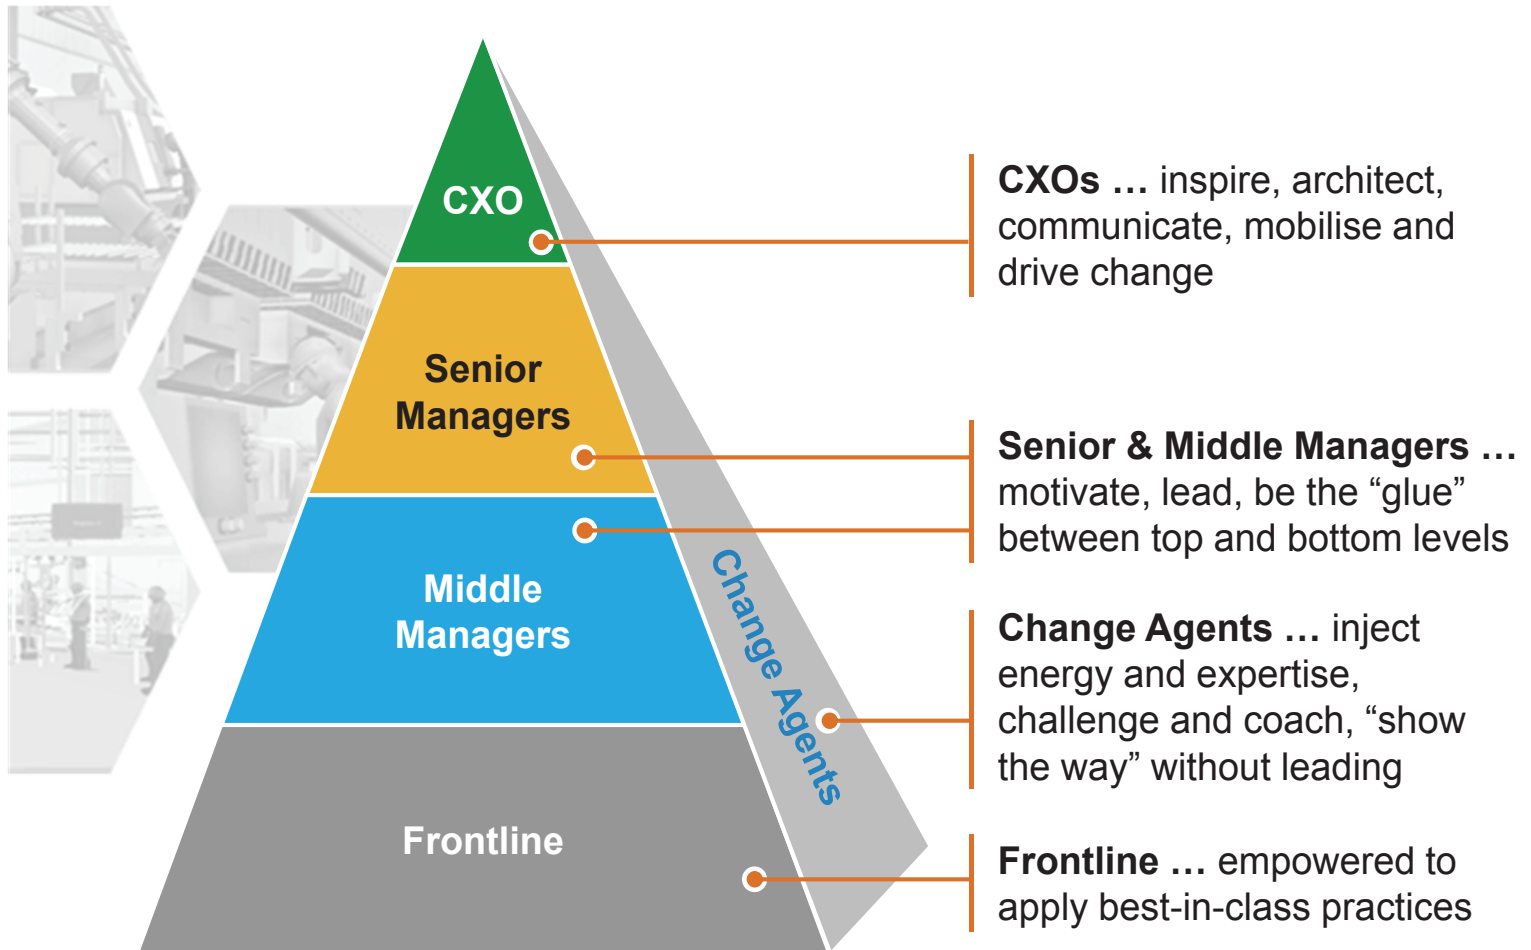 CXO
Senior
Managers
Middle
Managers
Frontline
Change Agents
CXOs … inspire, architect,
communicate, mobilise and
drive change
Senior & Middle Managers …
motivate, lead, be the “glue”
between top and bottom levels
Change Agents … inject
energy and expertise,
challenge and coach, “show
the way” without leading
Frontline … empowered to
apply best-in-class practices